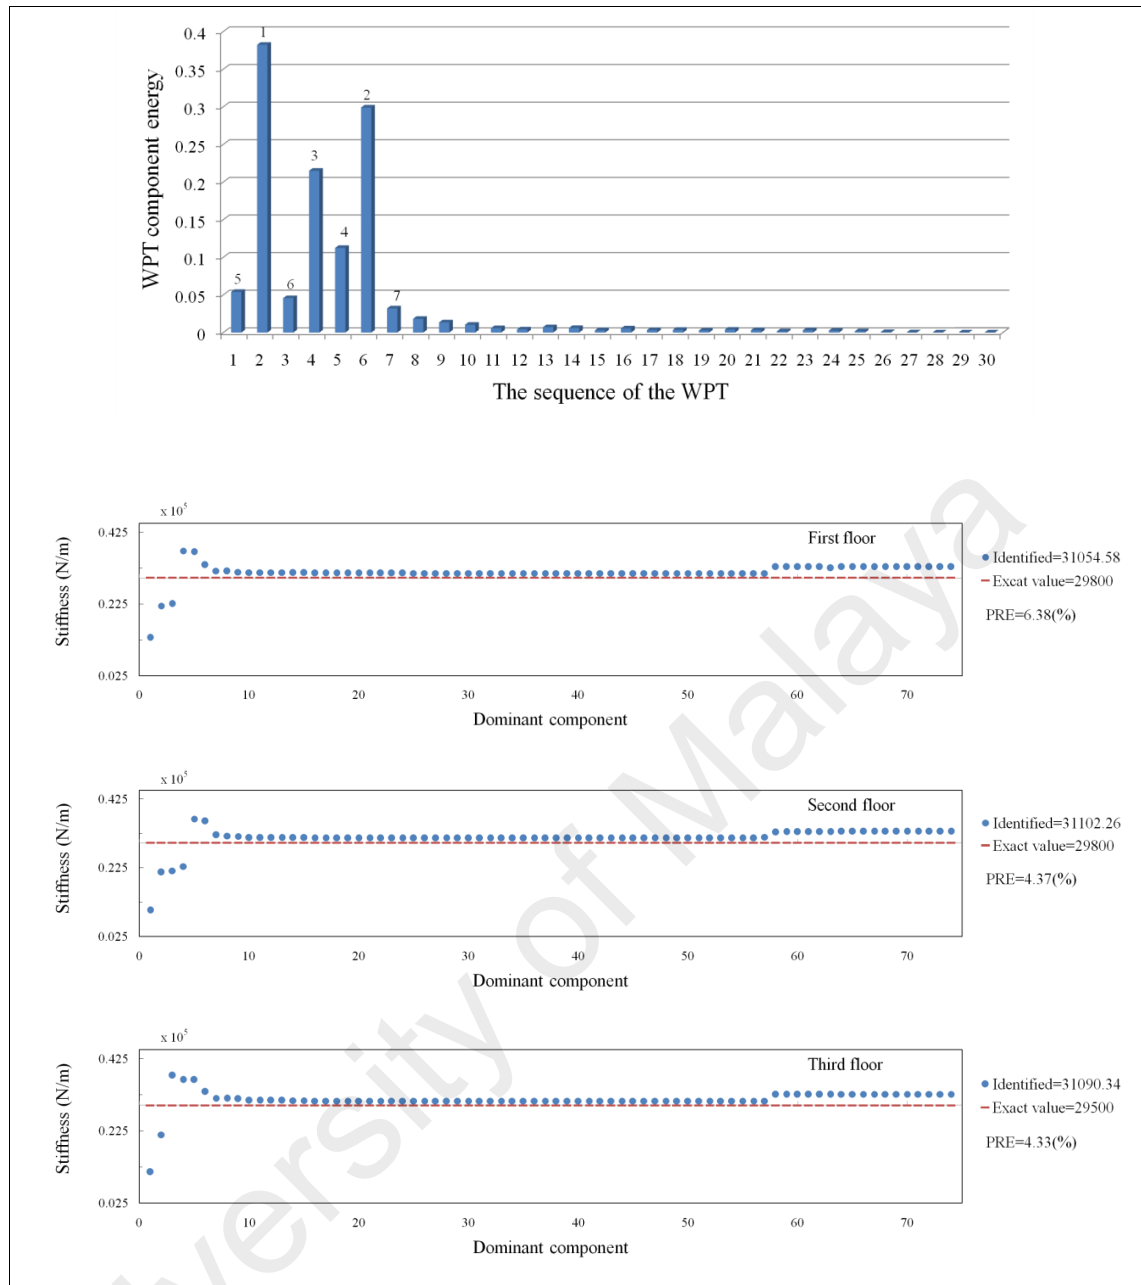 0.4
0.35
0.3
0.25
0.2
0.15
0.1
0.05
0
WPT component energy
1
2
3
4
5
6
7
1 2 3 4 5 6 7 8 9 10 11 12 13 14 15 16 17 18 19 20 21 22 23 24 25 26 27 28 29 30
The sequence of the WPT
x 10^5
0.425
0.225
0.025
Stiffness (N/m)
First floor
Identified=31054.58
Excat value=29800
PRE=6.38(%)
0 10 20 30 40 50 60 70
Dominant component
x 10^5
0.425
0.225
0.025
Stiffness (N/m)
Second floor
Identified=31102.26
Exact value=29800
PRE=4.37(%)
0 10 20 30 40 50 60 70
Dominant component
x 10^5
0.425
0.225
0.025
Stiffness (N/m)
Third floor
Identified=31090.34
Exact value=29500
PRE=4.33(%)
0 10 20 30 40 50 60 70
Dominant component
versity of Malaya